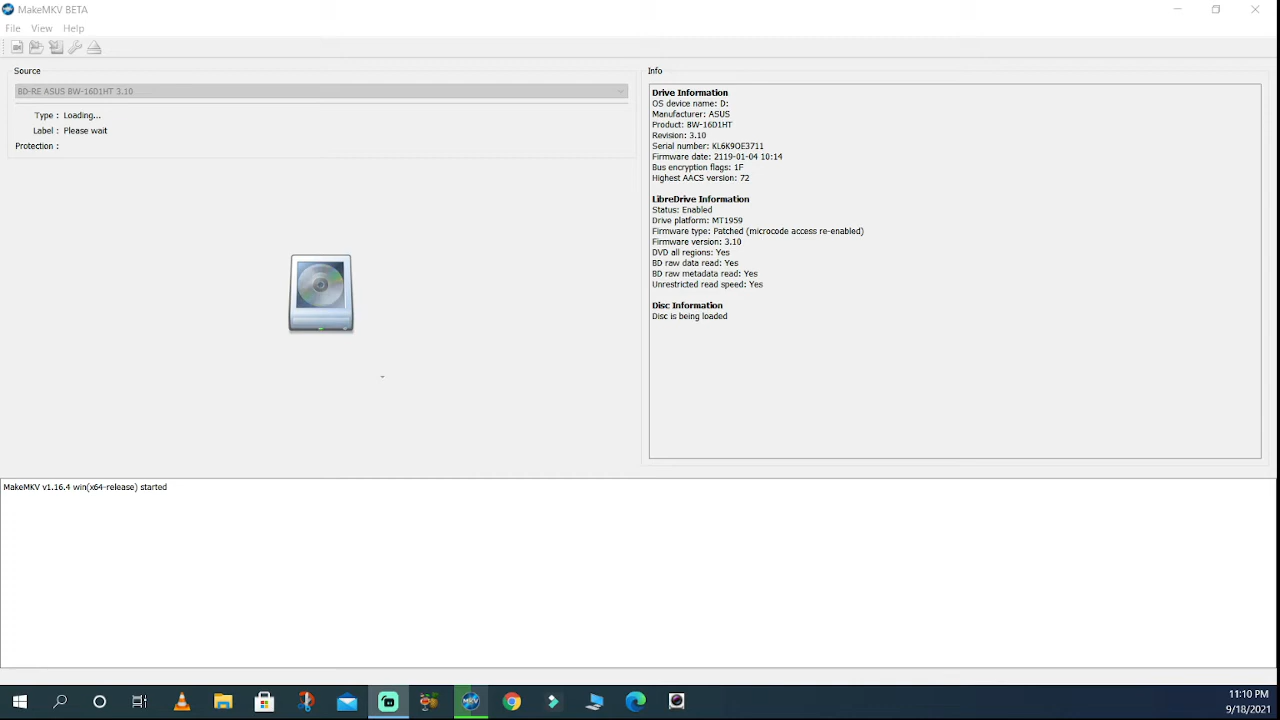 MakeMKV BETA
File View Help
Source
BD-RE ASUS BW-16D1HT 3.10
Type : Loading...
Label : Please wait
Protection :
Info
Drive Information
OS device name: D:
Manufacturer: ASUS
Product: BW-16D1HT
Revision: 3.10
Serial number: KL6K9OE3711
Firmware date: 2119-01-04 10:14
Bus encryption flags: 1F
Highest AACS version: 72
LibreDrive Information
Status: Enabled
Drive platform: MT1959
Firmware type: Patched (microcode access re-enabled)
Firmware version: 3.10
DVD all regions: Yes
BD raw data read: Yes
BD raw metadata read: Yes
Unrestricted read speed: Yes
Disc Information
Disc is being loaded
MakeMKV v1.16.4 win(x64-release) started
MKV
11:10 PM
9/18/2021